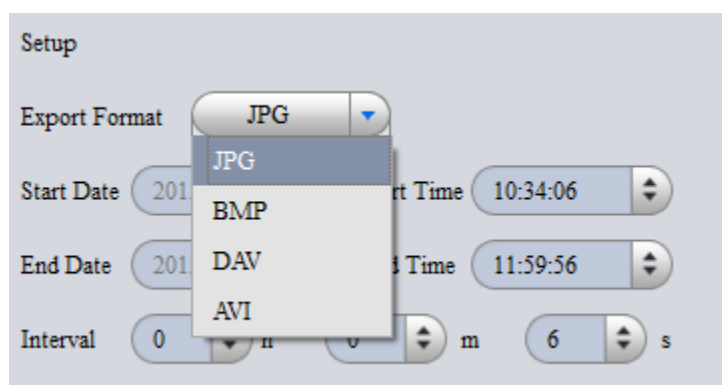 Setup
Export Format JPG
JPG
Start Date 201 rt Time 10:34:06
BMP
End Date 201 d Time 11:59:56
DAV
AVI
Interval 0 h 0 m 6 s